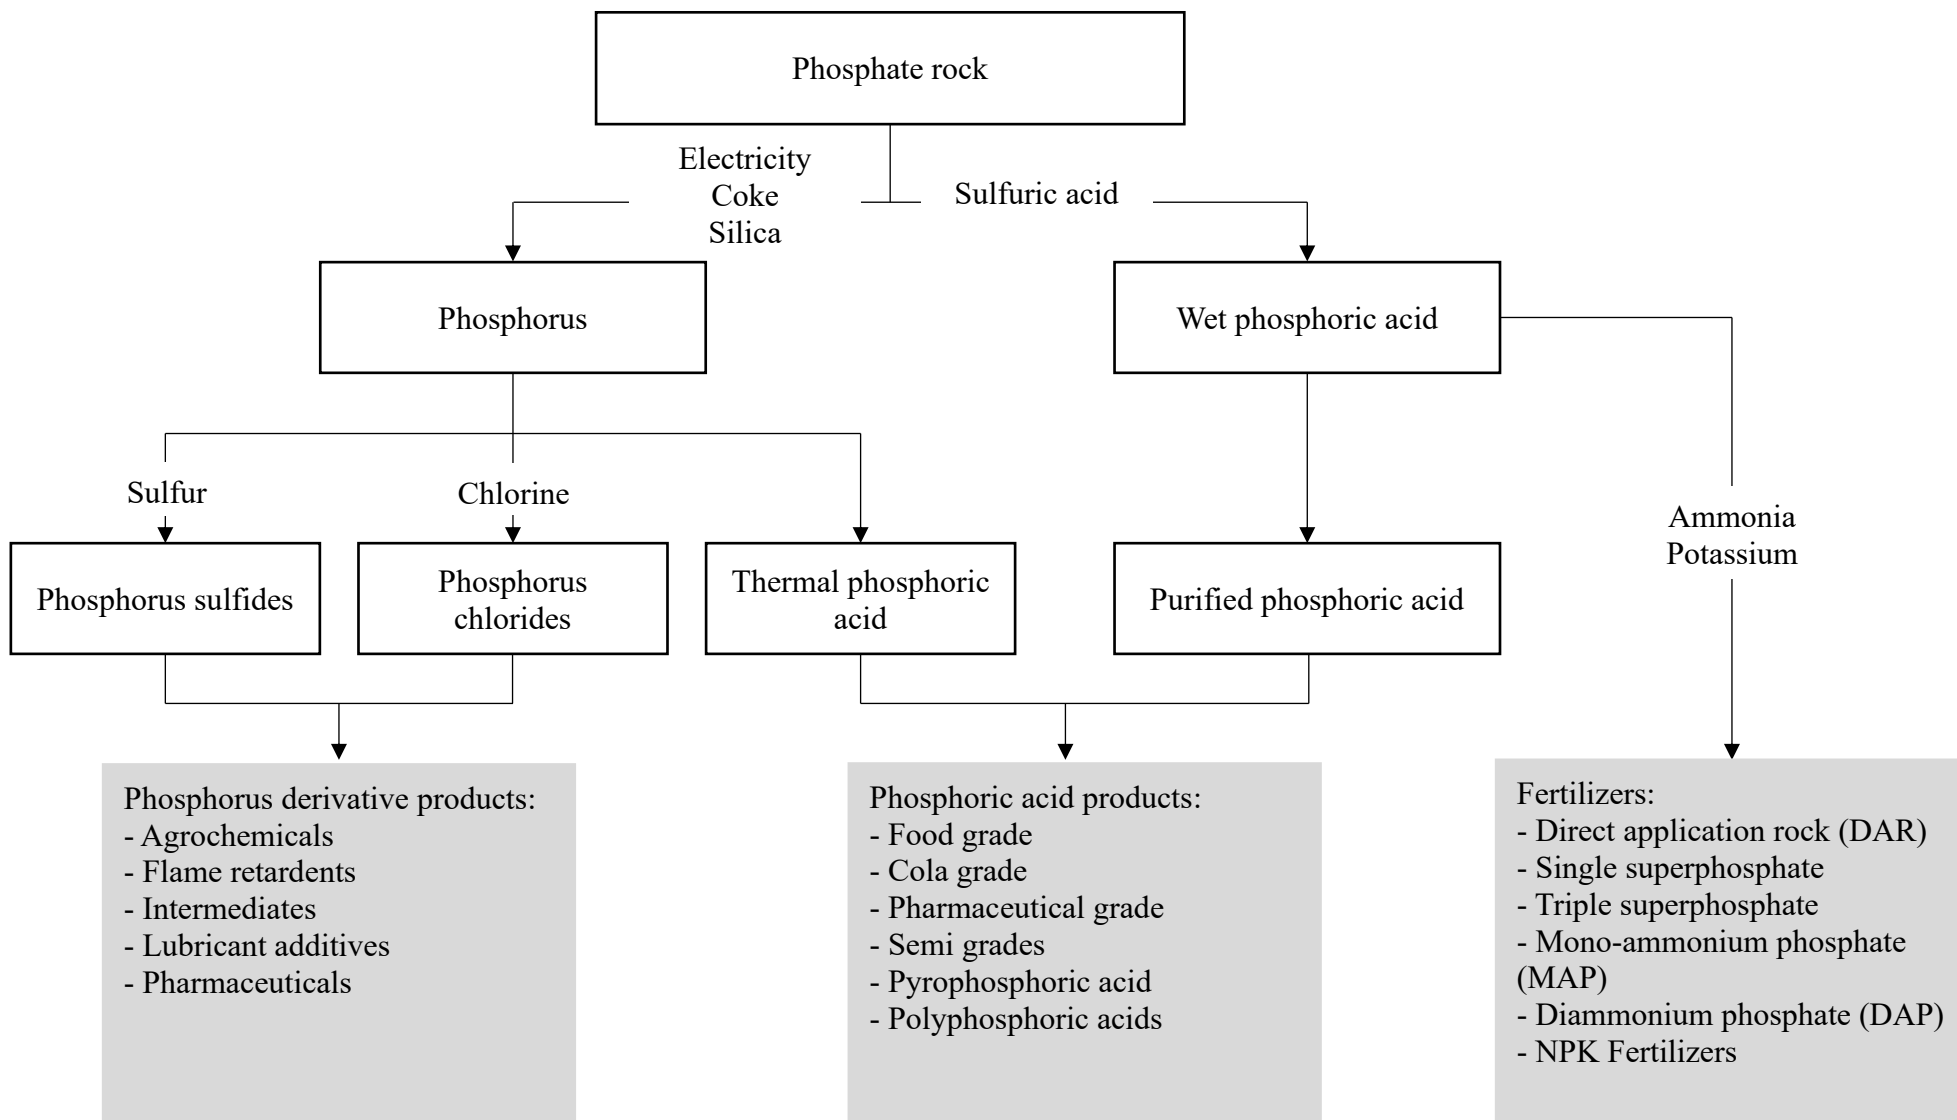 Phosphate rock
Electricity
Coke
Silica
Sulfuric acid
Phosphorus
Wet phosphoric acid
Sulfur
Chlorine
Ammonia
Potassium
Phosphorus sulfides
Phosphorus
chlorides
Thermal phosphoric
acid
Purified phosphoric acid
Phosphorus derivative products:
- Agrochemicals
- Flame retardents
- Intermediates
- Lubricant additives
- Pharmaceuticals
Phosphoric acid products:
- Food grade
- Cola grade
- Pharmaceutical grade
- Semi grades
- Pyrophosphoric acid
- Polyphosphoric acids
Fertilizers:
- Direct application rock (DAR)
- Single superphosphate
- Triple superphosphate
- Mono-ammonium phosphate
(MAP)
- Diammonium phosphate (DAP)
- NPK Fertilizers